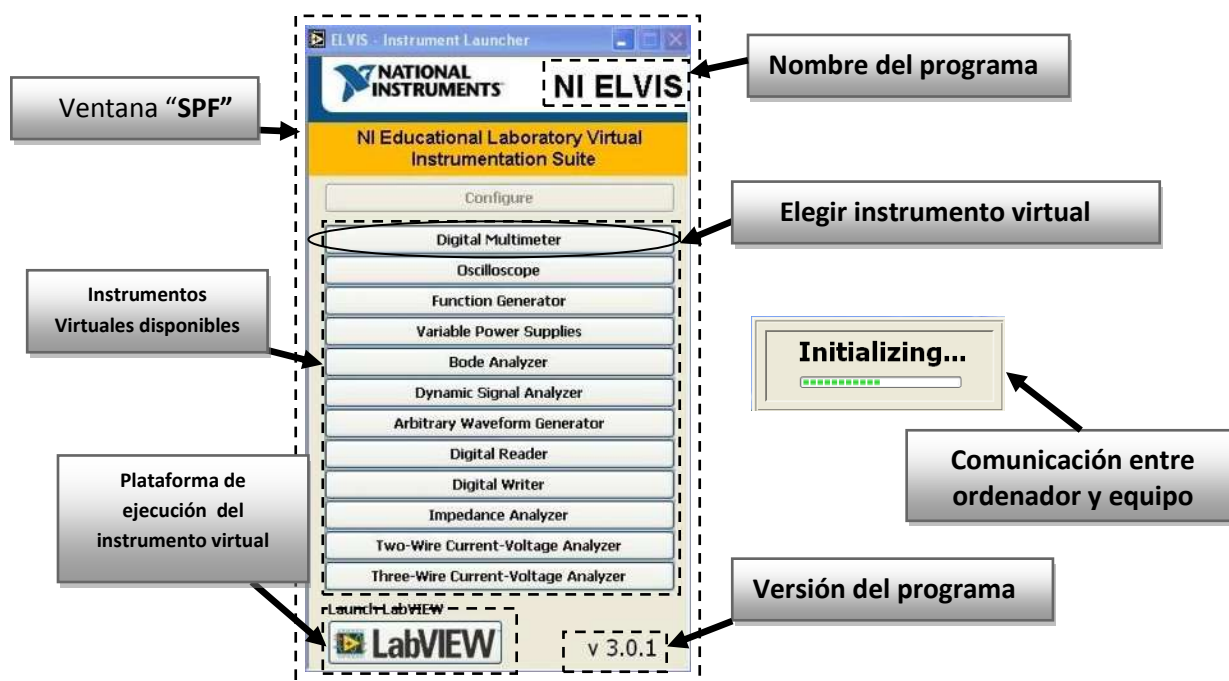 ELVIS - Instrument Launcher
NATIONAL
INSTRUMENTS
NI ELVIS
Nombre del programa
Ventana “SPF”
NI Educational Laboratory Virtual
Instrumentation Suite
Configure
Elegir instrumento virtual
Digital Multimeter
Oscilloscope
Function Generator
Variable Power Supplies
Bode Analyzer
Dynamic Signal Analyzer
Arbitrary Waveform Generator
Digital Reader
Digital Writer
Impedance Analyzer
Two-Wire Current-Voltage Analyzer
Three-Wire Current-Voltage Analyzer
Instrumentos
Virtuales disponibles
Initializing...
Comunicación entre
ordenador y equipo
Plataforma de
ejecución del
instrumento virtual
Versión del programa
Launch LabVIEW
LabVIEW
v 3.0.1